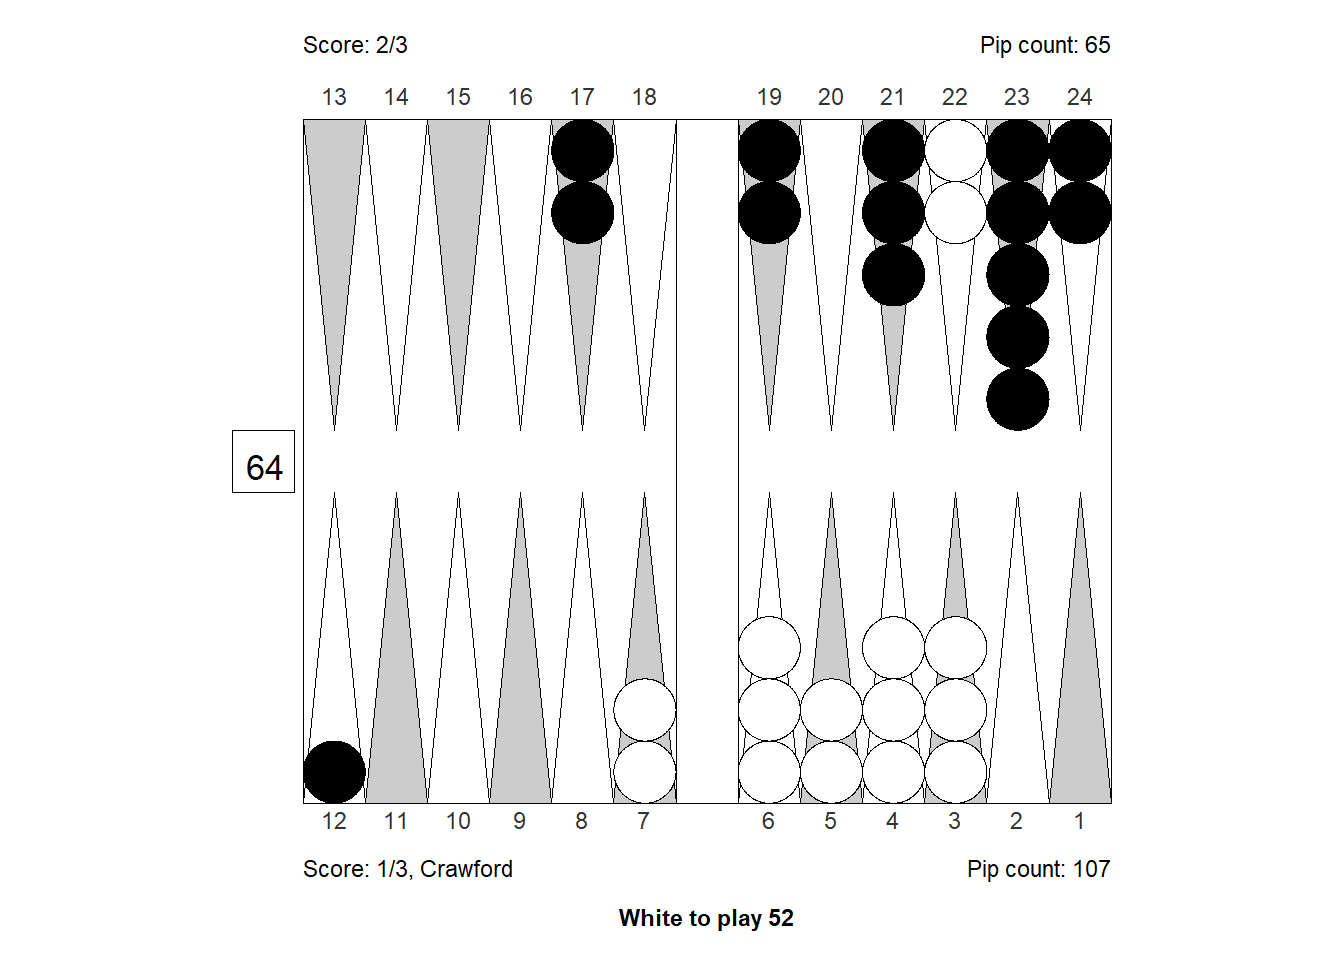 Score: 2/3 Pip count: 65
13 14 15 16 17 18 19 20 21 22 23 24
64
12 11 10 9 8 7 6 5 4 3 2 1
Score: 1/3, Crawford Pip count: 107
White to play 52